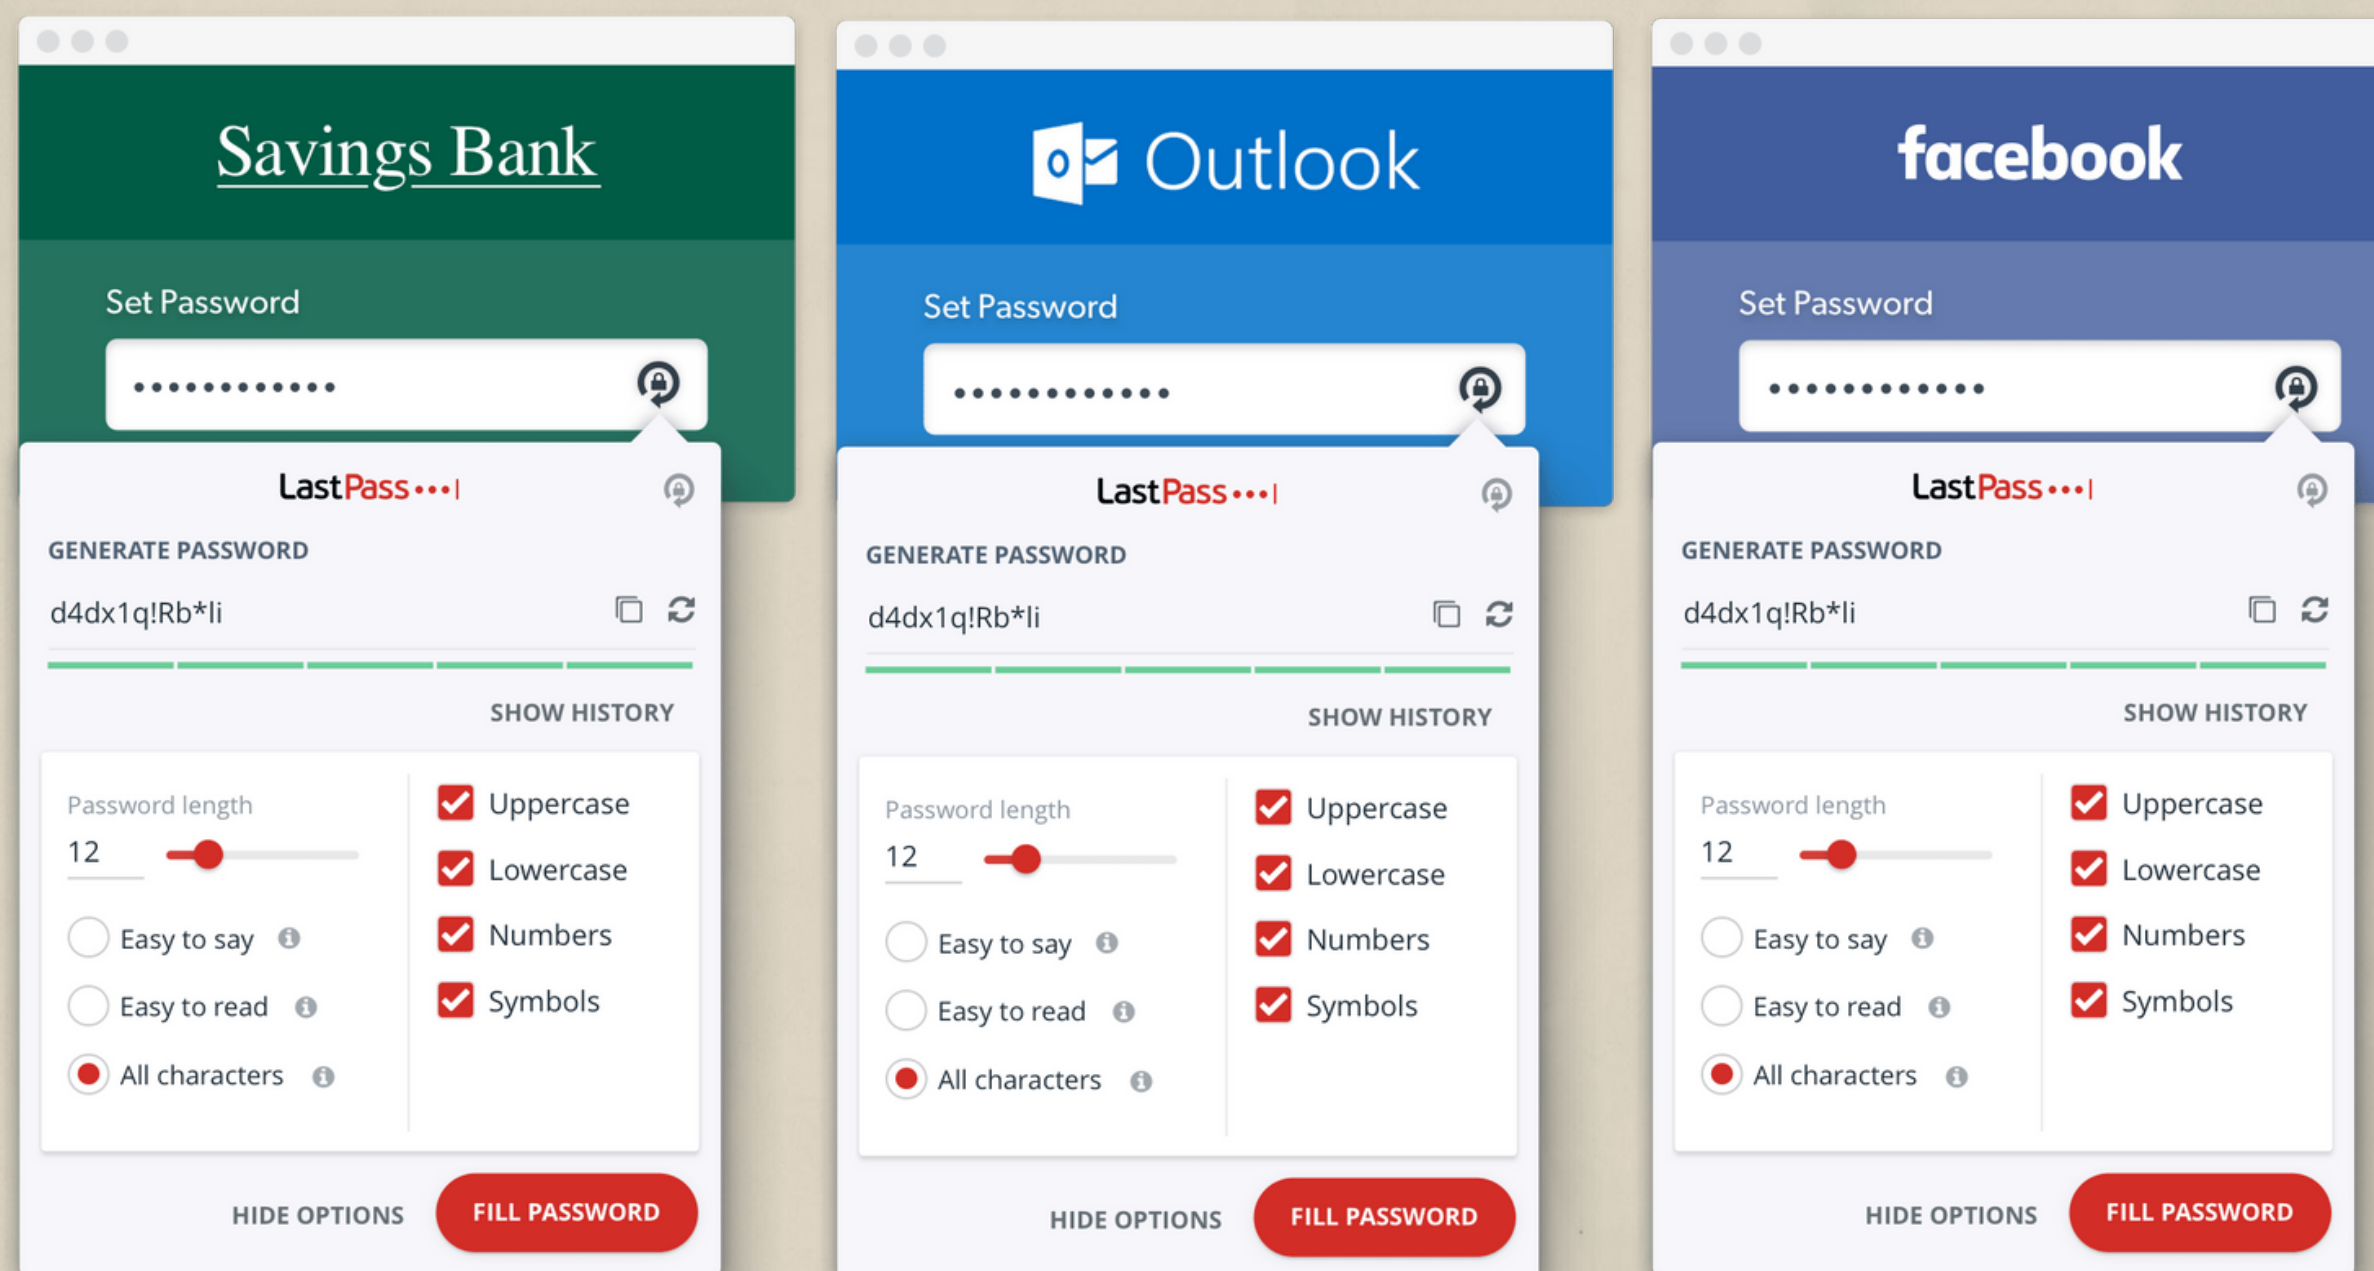 Savings Bank
Set Password
••••••••••••
LastPass •••|
GENERATE PASSWORD
d4dx1q!Rb*li
SHOW HISTORY
Password length
12
Easy to say
Easy to read
All characters
Uppercase
Lowercase
Numbers
Symbols
HIDE OPTIONS
FILL PASSWORD
Outlook
Set Password
••••••••••••
LastPass •••|
GENERATE PASSWORD
d4dx1q!Rb*li
SHOW HISTORY
Password length
12
Easy to say
Easy to read
All characters
Uppercase
Lowercase
Numbers
Symbols
HIDE OPTIONS
FILL PASSWORD
facebook
Set Password
••••••••••••
LastPass •••|
GENERATE PASSWORD
d4dx1q!Rb*li
SHOW HISTORY
Password length
12
Easy to say
Easy to read
All characters
Uppercase
Lowercase
Numbers
Symbols
HIDE OPTIONS
FILL PASSWORD